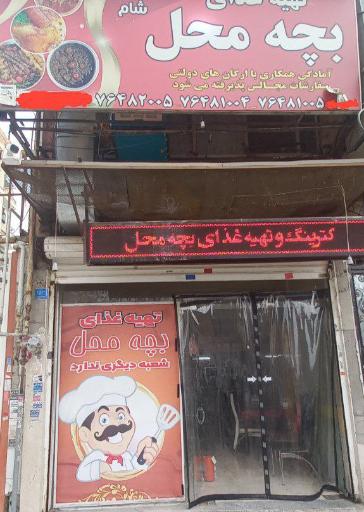 تهیه غذای
شام
بچه محل
آمادگی همکاری با ارگان های دولتی
سفارشات مجالس پذیرفته می شود
۷۶۴۸۲۰۰۵ ۷۶۴۸۱۰۰۴ ۷۶۴۸۱۰۰۵
کترینگ و تهیه غذای بچه محل
تهیه غذای
بچه محل
شعبه دیگری ندارد